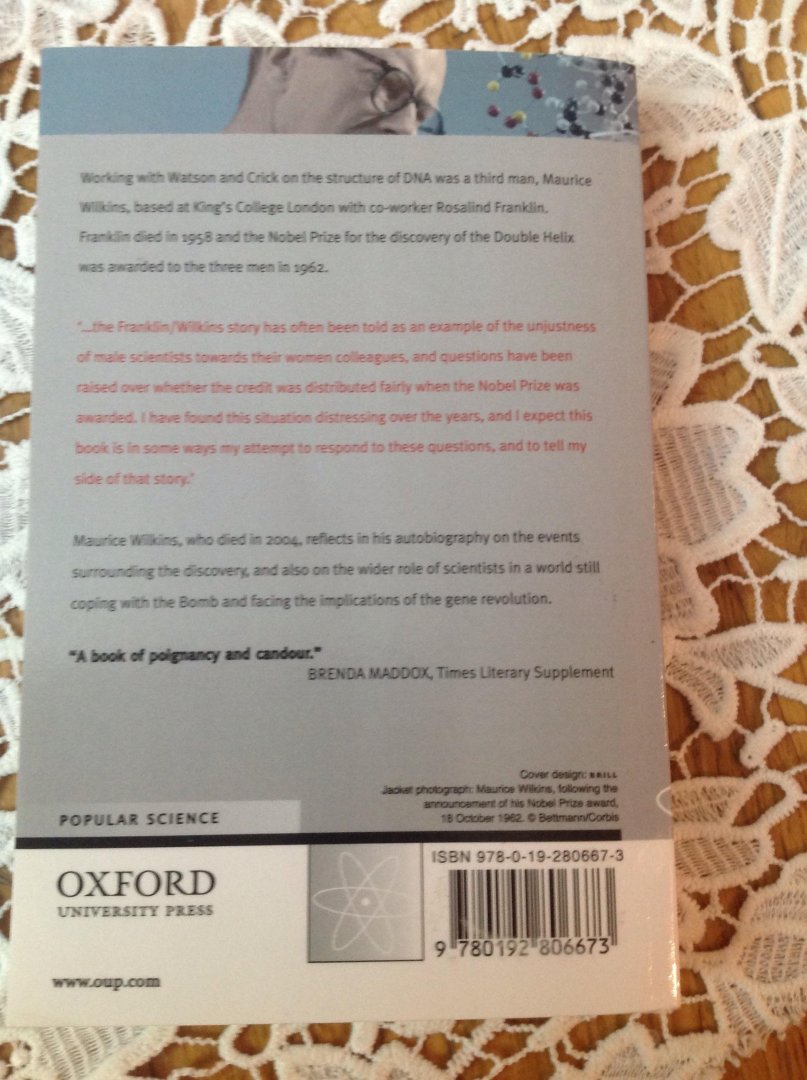 Working with Watson and Crick on the structure of DNA was a third man, Maurice
Wilkins, based at King's College London with co-worker Rosalind Franklin.
Franklin died in 1958 and the Nobel Prize for the discovery of the Double Helix
was awarded to the three men in 1962.
"...the Franklin/Wilkins story has often been told as an example of the unjustness
of male scientists towards their women colleagues, and questions have been
raised over whether the credit was distributed fairly when the Nobel Prize was
awarded. I have found this situation distressing over the years, and I expect this
book is in some ways my attempt to respond to these questions, and to tell my
side of that story."
Maurice Wilkins, who died in 2004, reflects in his autobiography on the events
surrounding the discovery, and also on the wider role of scientists in a world still
coping with the Bomb and facing the implications of the gene revolution.
"A book of poignancy and candour."
BRENDA MADDOX, Times Literary Supplement
Cover design: BRILL
Jacket photograph: Maurice Wilkins, following the
announcement of his Nobel Prize award,
18 October 1962. © Bettmann/Corbis
POPULAR SCIENCE
OXFORD
UNIVERSITY PRESS
www.oup.com
ISBN 978-0-19-280667-3
9 780192 806673